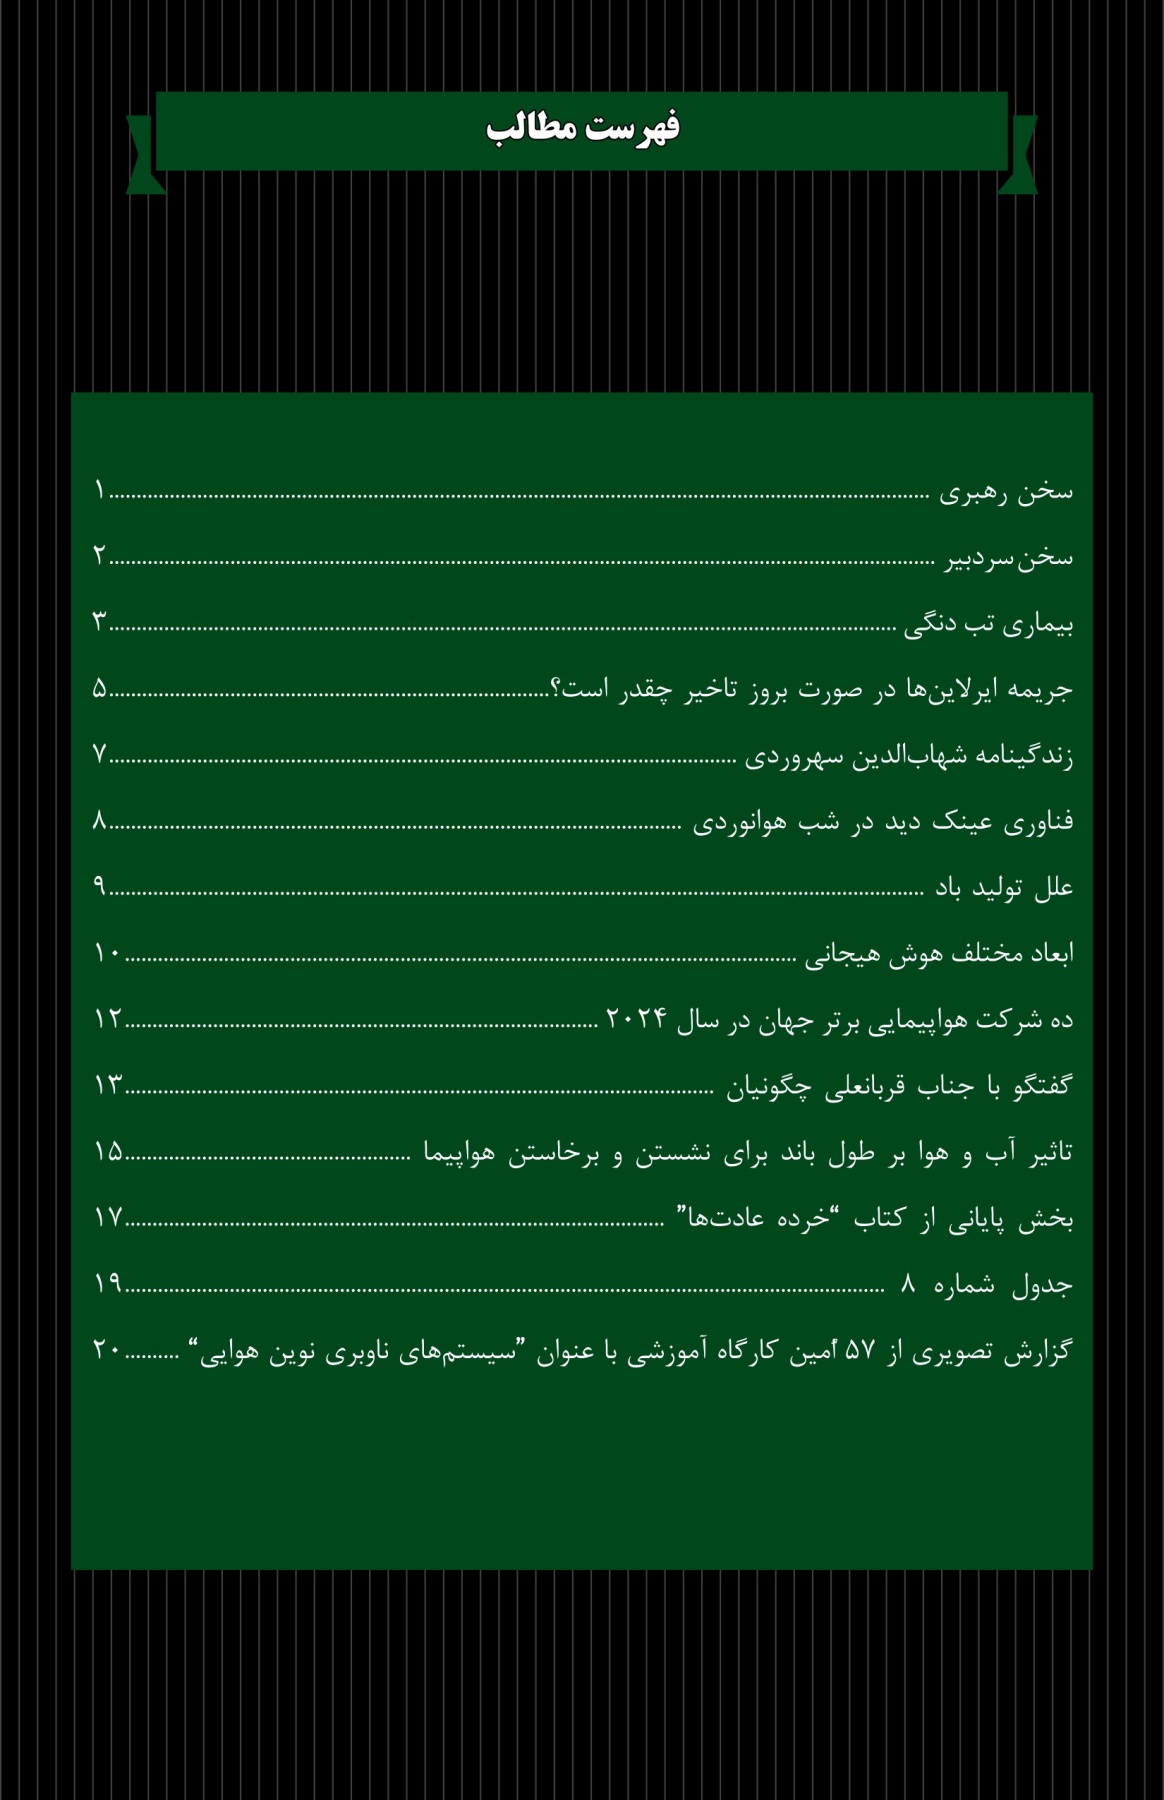 فهرست مطالب
سخن رهبری ........................................ ۱
سخن سردبیر ........................................ ۲
بیماری تب دنگی ........................................ ۳
جریمه ایرلاین‌ها در صورت بروز تاخیر چقدر است؟ ........................................ ۵
زندگینامه شهاب‌الدین سهروردی ........................................ ۷
فناوری عینک دید در شب هوانوردی ........................................ ۸
علل تولید باد ........................................ ۹
ابعاد مختلف هوش هیجانی ........................................ ۱۰
ده شرکت هواپیمایی برتر جهان در سال ۲۰۲۴ ........................................ ۱۲
گفتگو با جناب قربانعلی چگونیان ........................................ ۱۳
تاثیر آب و هوا بر طول باند برای نشستن و برخاستن هواپیما ........................................ ۱۵
بخش پایانی از کتاب “خرده عادت‌ها” ........................................ ۱۷
جدول شماره ۸ ........................................ ۱۹
گزارش تصویری از ۵۷ اُمین کارگاه آموزشی با عنوان ”سیستم‌های ناوبری نوین هوایی“ .......... ۲۰